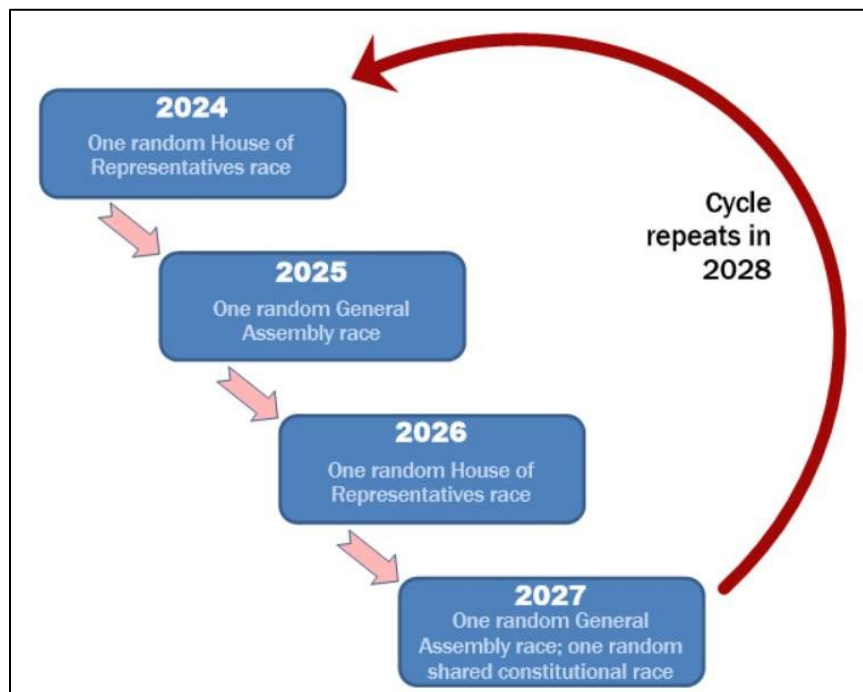 2024
One random House of
Representatives race
Cycle
repeats in
2028
2025
One random General
Assembly race
2026
One random House of
Representatives race
2027
One random General
Assembly race; one random
shared constitutional race